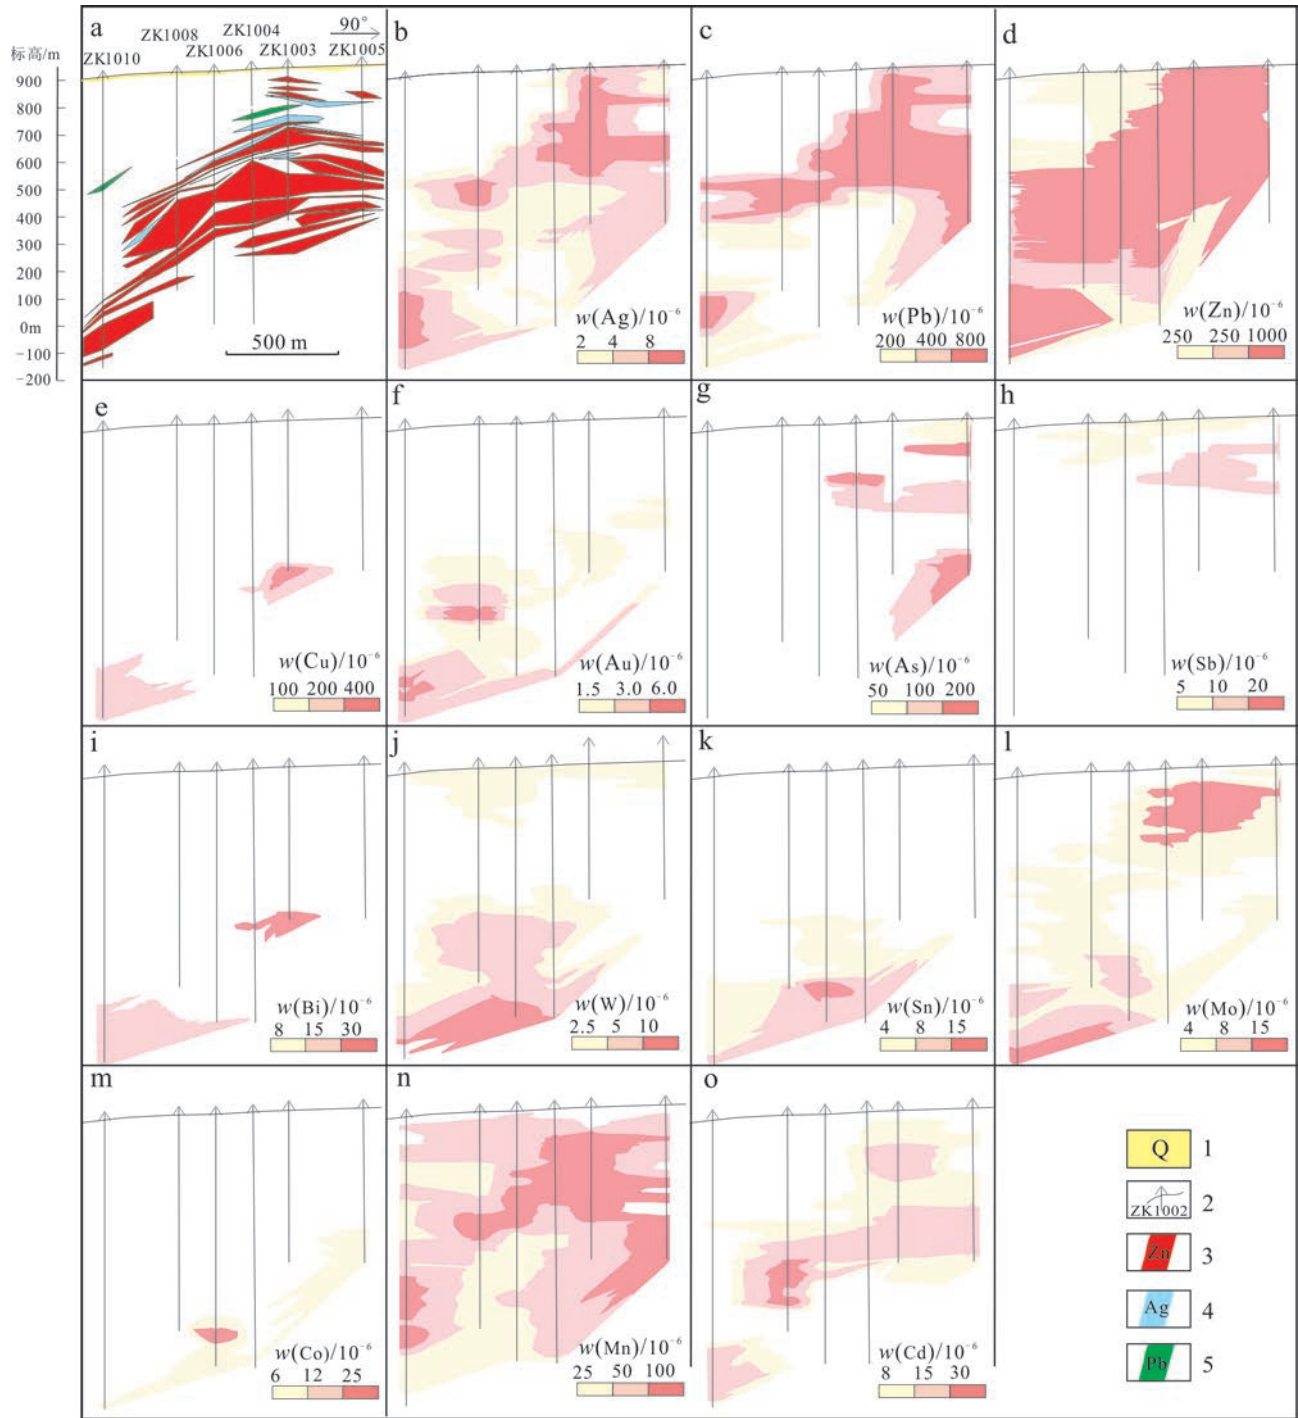 a
ZK1004
90°
ZK1008
标高/m
ZK1010
ZK1006
ZK1003
ZK1005
900
800
700
600
500
400
300
200
100
0m
-100
-200
500 m
b
w(Ag)/10⁻⁶
2 4 8
c
w(Pb)/10⁻⁶
200 400 800
d
w(Zn)/10⁻⁶
250 250 1000
e
w(Cu)/10⁻⁶
100 200 400
f
w(Au)/10⁻⁶
1.5 3.0 6.0
g
w(As)/10⁻⁶
50 100 200
h
w(Sb)/10⁻⁶
5 10 20
i
w(Bi)/10⁻⁶
8 15 30
j
w(W)/10⁻⁶
2.5 5 10
k
w(Sn)/10⁻⁶
4 8 15
l
w(Mo)/10⁻⁶
4 8 15
m
w(Co)/10⁻⁶
6 12 25
n
w(Mn)/10⁻⁶
25 50 100
o
w(Cd)/10⁻⁶
8 15 30
Q 1
ZK1002 2
Zn 3
Ag 4
Pb 5